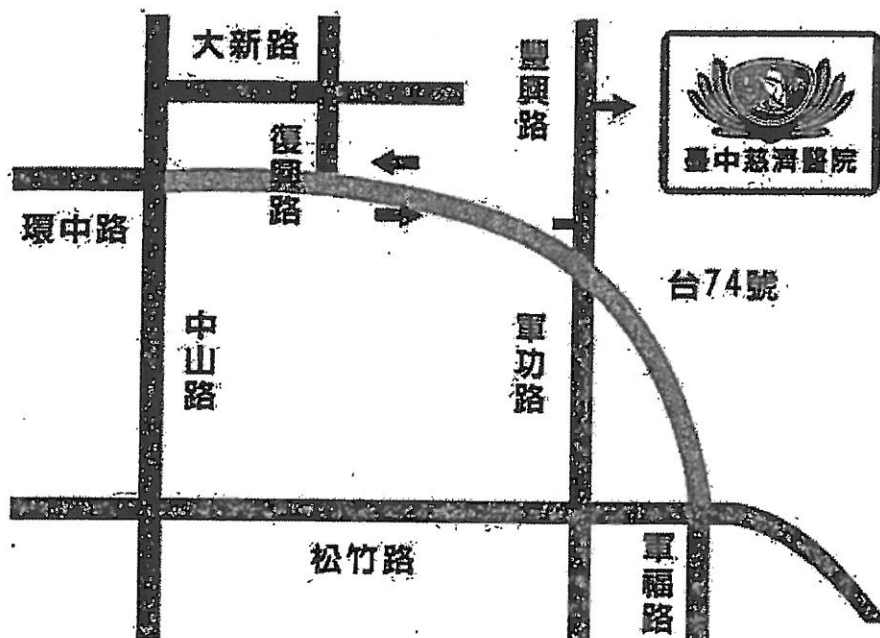 大新路
豐興路
復興路
臺中慈濟醫院
環中路
台74號
中山路
軍功路
松竹路
軍福路